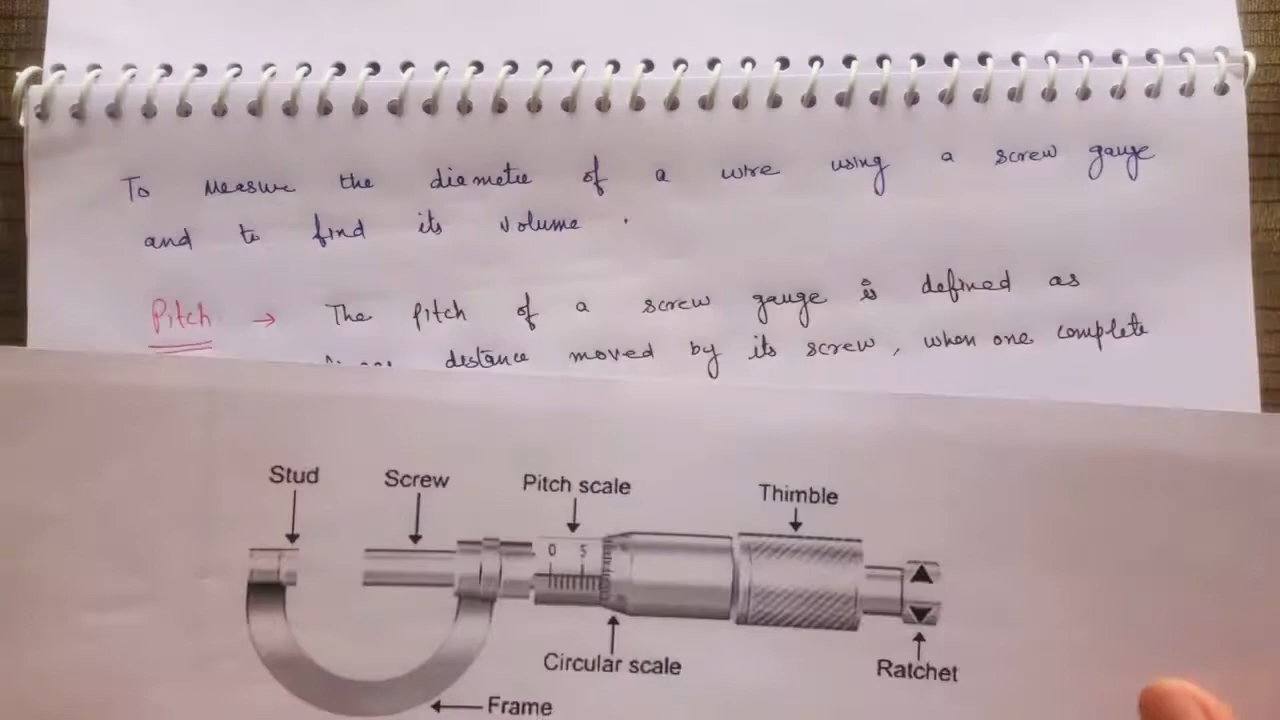 To measure the diameter of a wire using a screw gauge
and to find its volume .
Pitch → The pitch of a screw gauge is defined as
distance moved by its screw, when one complete
Stud
Screw
Pitch scale
Thimble
0 5
Circular scale
Ratchet
Frame